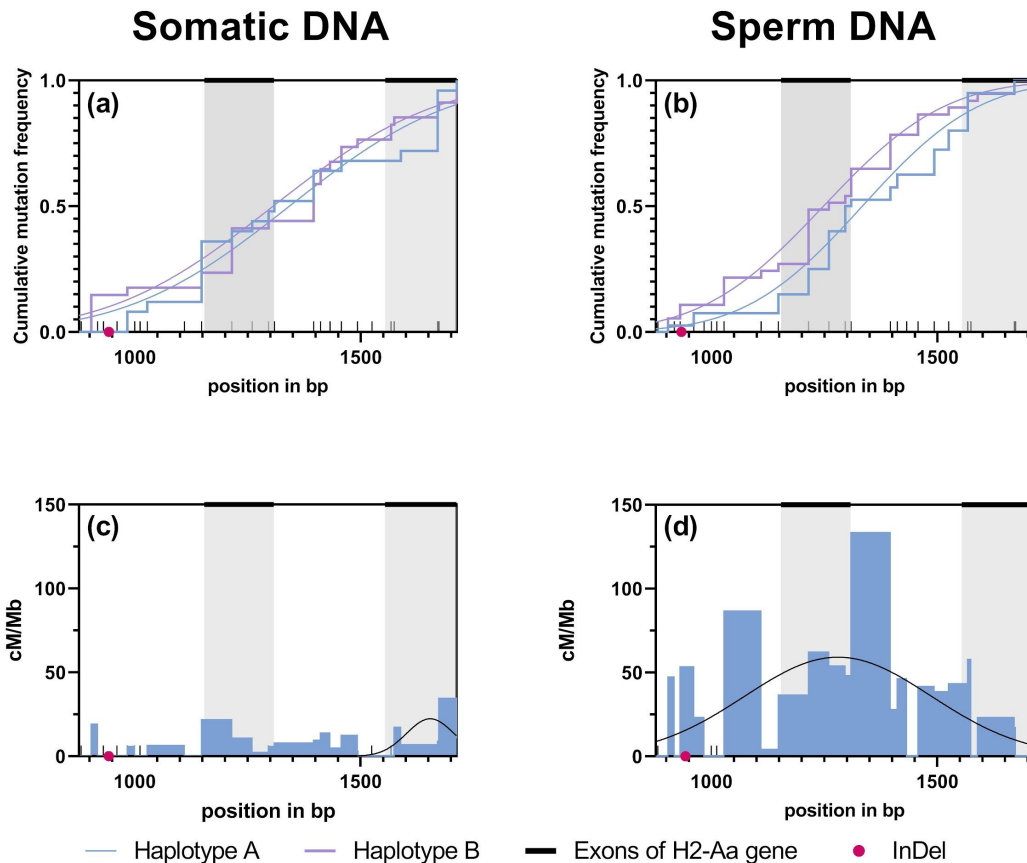 Somatic DNA
Sperm DNA
(a)
Cumulative mutation frequency
1.0
0.5
0.0
1000
1500
position in bp
(b)
Cumulative mutation frequency
1.0
0.5
0.0
1000
1500
position in bp
(c)
cM/Mb
150
100
50
0
1000
1500
position in bp
(d)
cM/Mb
150
100
50
0
1000
1500
position in bp
Haplotype A
Haplotype B
Exons of H2-Aa gene
InDel